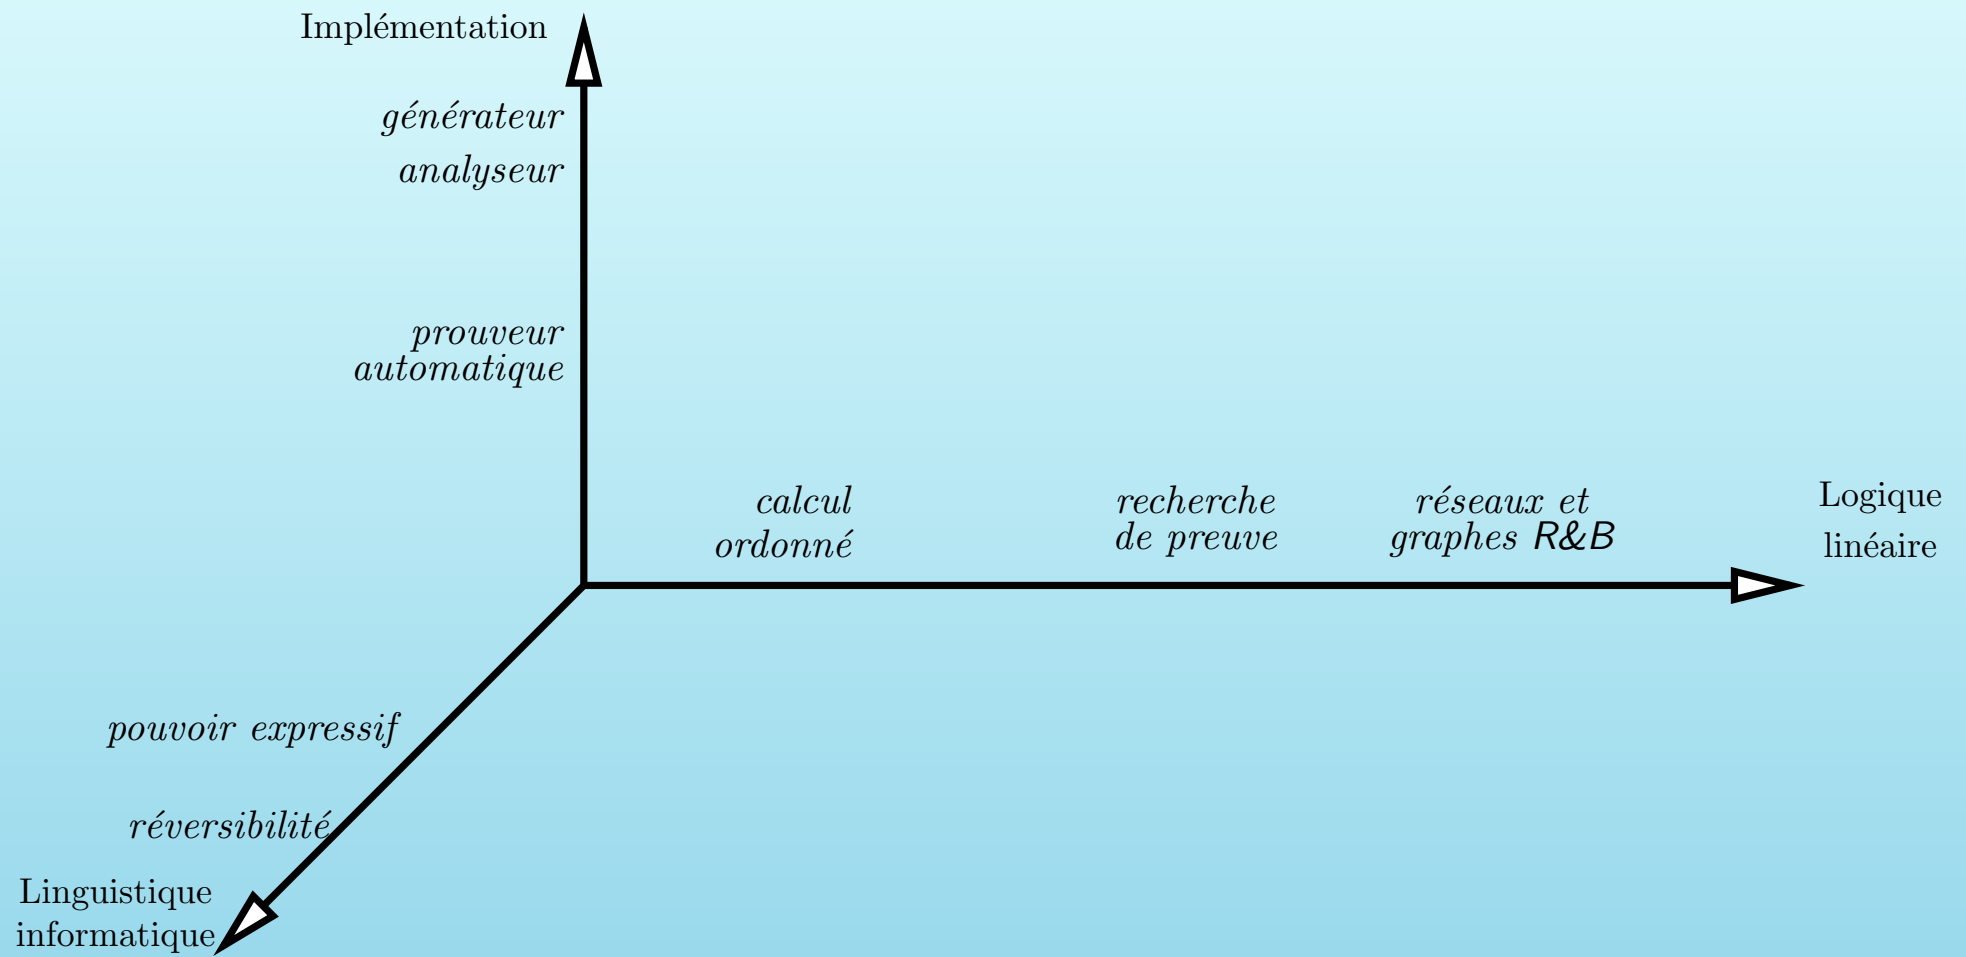 Implémentation
générateur
analyseur
prouveur
automatique
calcul
ordonné
recherche
de preuve
réseaux et
graphes R&B
Logique
linéaire
pouvoir expressif
réversibilité
Linguistique
informatique